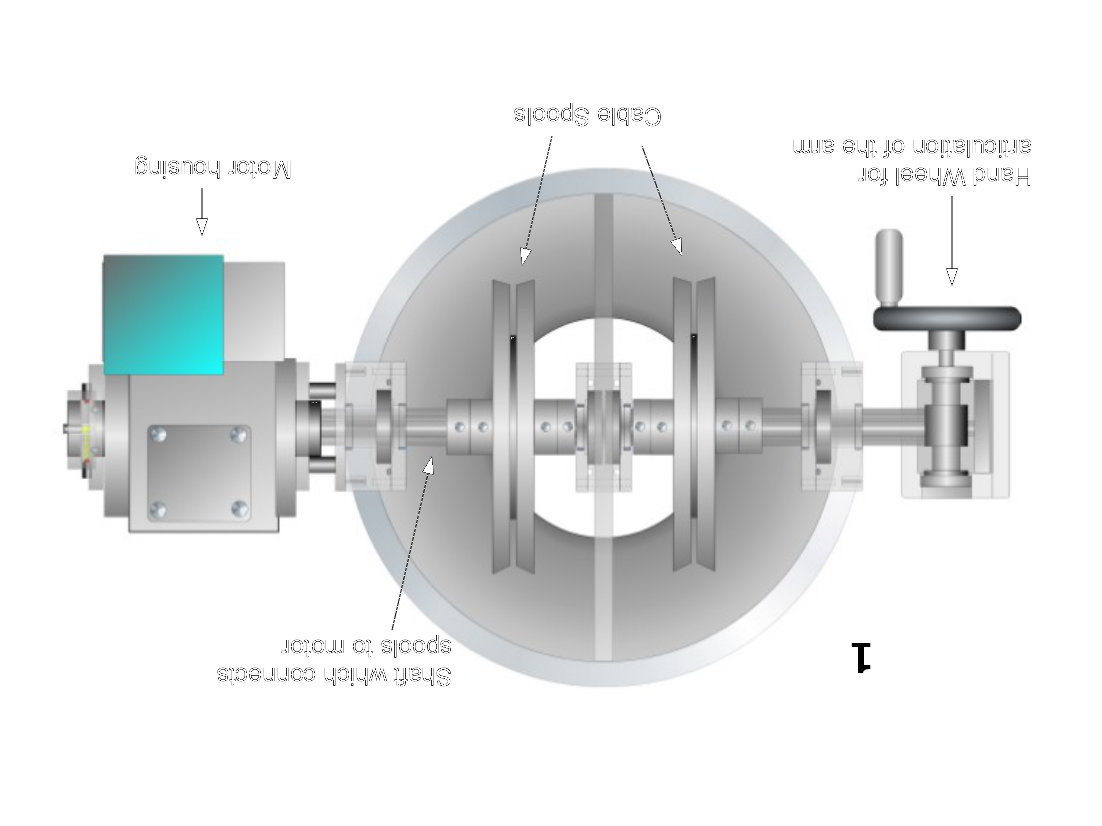 Shaft which connects
spools to motor
1
Hand Wheel for
articulation of the arm
Motor housing
Cable Spools